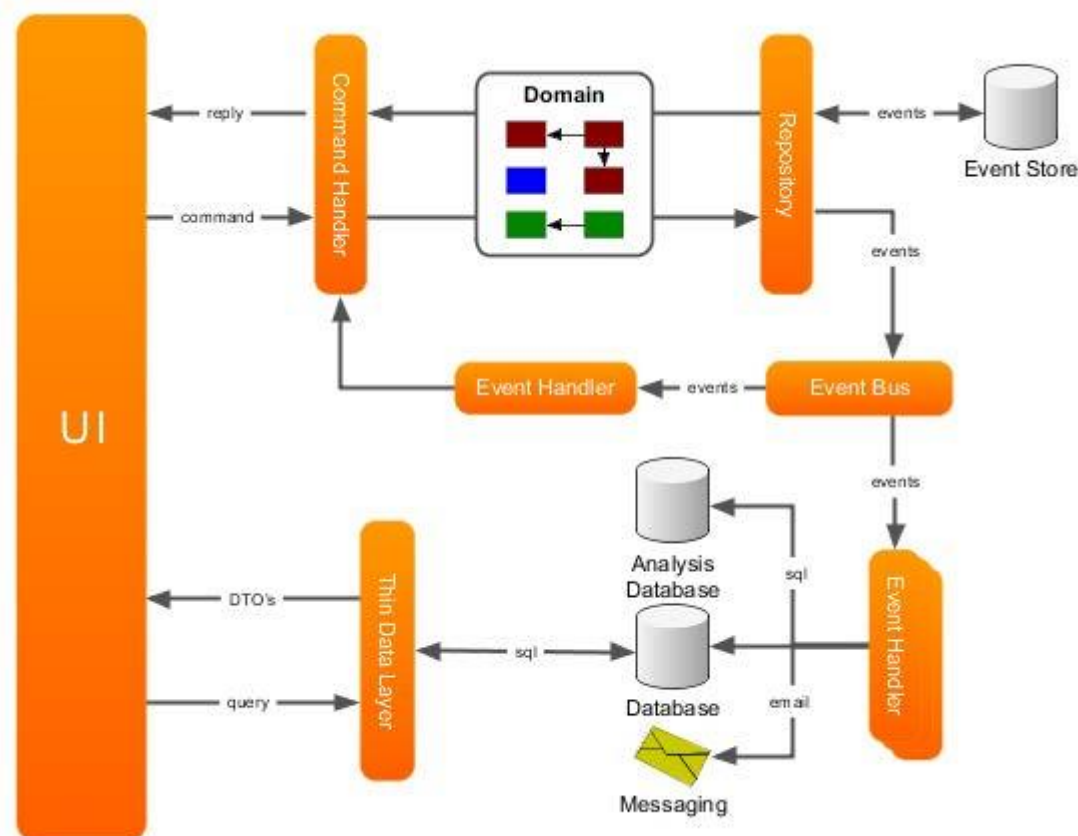 Domain
Command Handler
Repository
reply
events
Event Store
command
events
Event Handler
events
Event Bus
UI
events
Analysis
Database
sql
Event Handler
Thin Data Layer
DTO's
sql
Database
query
email
Messaging